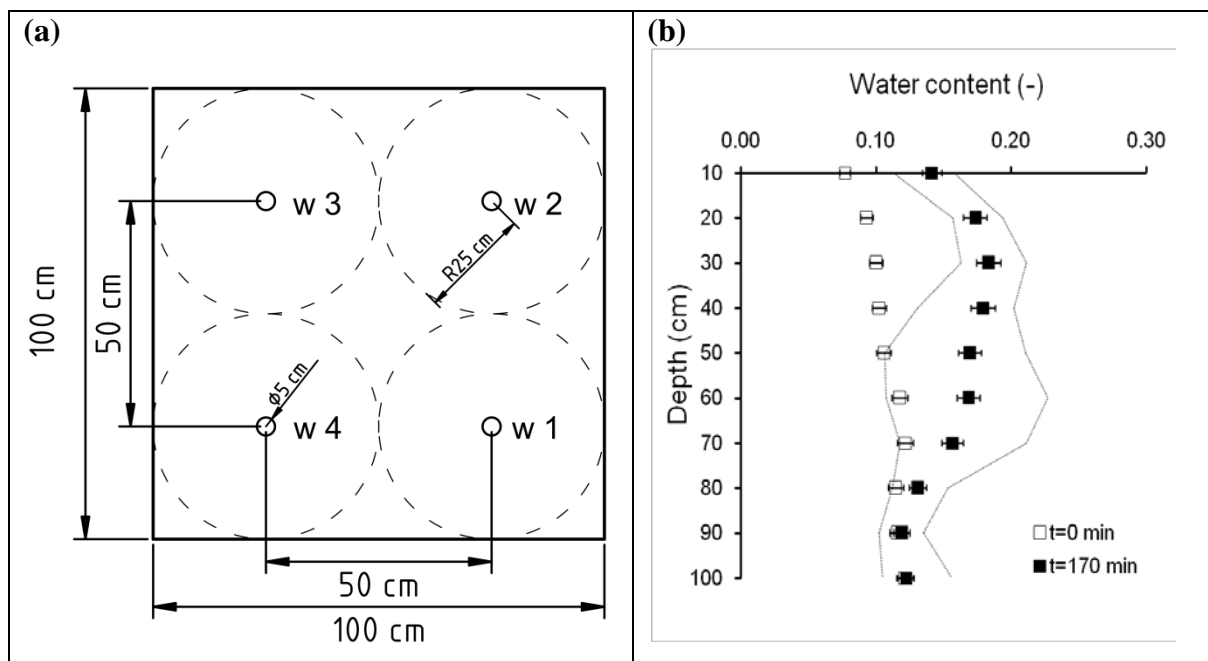 (a)
w 3
w 2
R25 cm
100 cm
50 cm
ϕ5 cm
w 4
w 1
50 cm
100 cm
(b)
Water content (-)
0.00 0.10 0.20 0.30
Depth (cm)
10
20
30
40
50
60
70
80
90
100
t=0 min
t=170 min